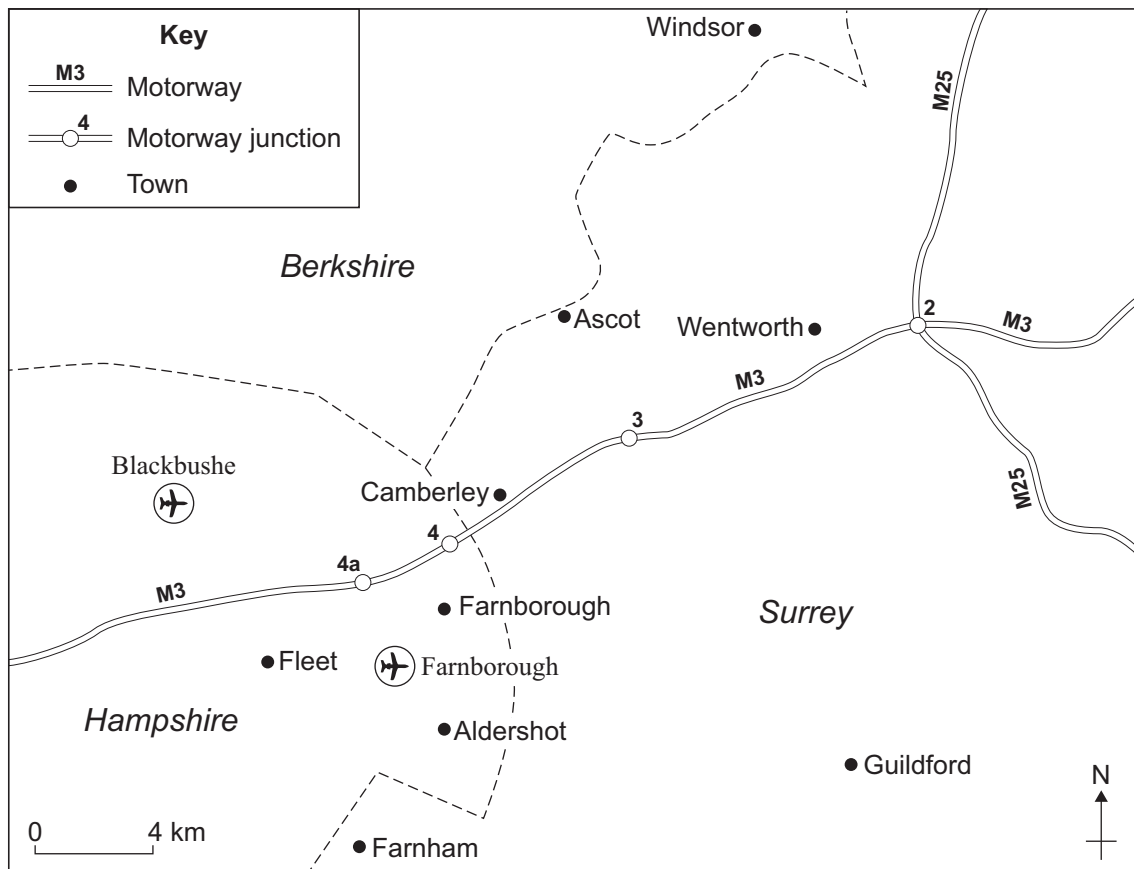 Key
M3
Motorway
4
Motorway junction
Town
Windsor
M25
Berkshire
Ascot
Wentworth
2
M3
M3
3
Blackbushe
Camberley
M25
4
4a
M3
Farnborough
Surrey
Fleet
Farnborough
Hampshire
Aldershot
Guildford
N
0 4 km
Farnham